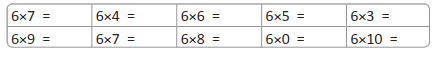 6×7 = 6×4 = 6×6 = 6×5 = 6×3 =
6×9 = 6×7 = 6×8 = 6×0 = 6×10 =